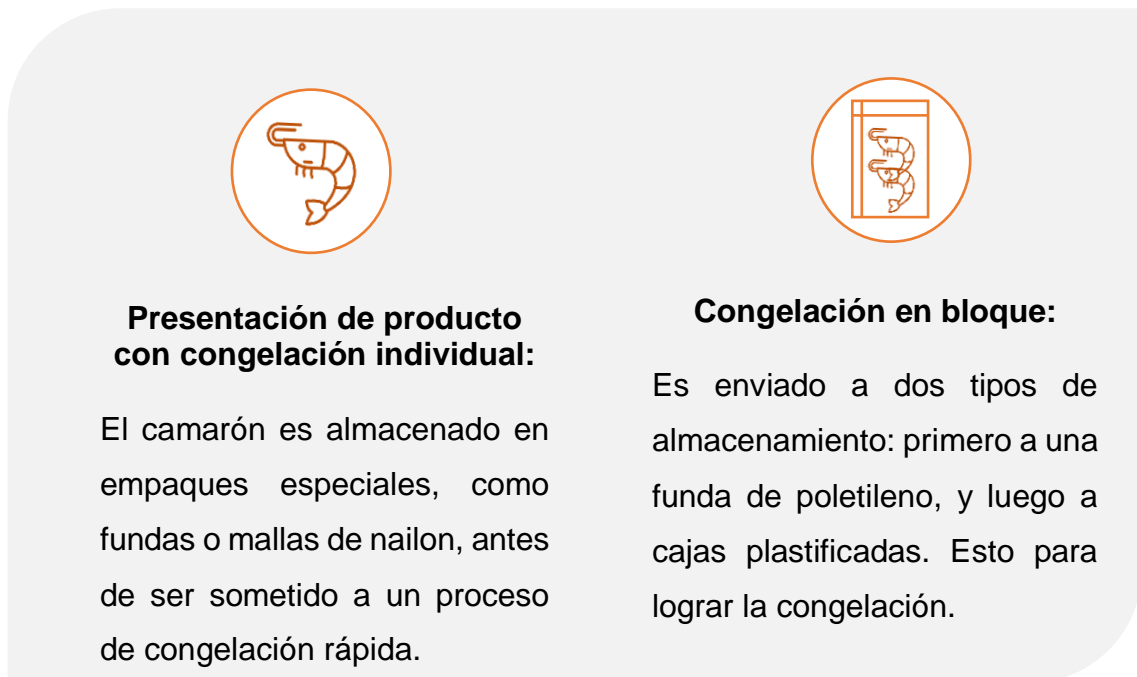 Presentación de producto
con congelación individual:
El camarón es almacenado en
empaques especiales, como
fundas o mallas de nailon, antes
de ser sometido a un proceso
de congelación rápida.
Congelación en bloque:
Es enviado a dos tipos de
almacenamiento: primero a una
funda de poletileno, y luego a
cajas plastificadas. Esto para
lograr la congelación.